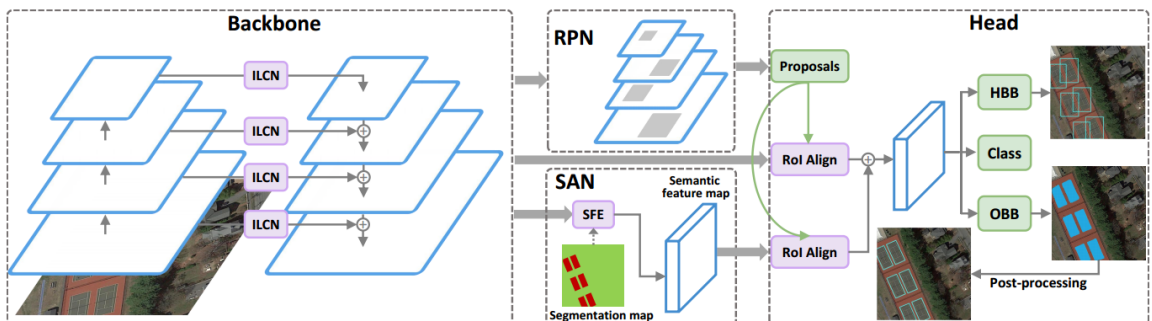 Backbone
ILCN
ILCN
ILCN
ILCN
RPN
SAN
SFE
Semantic
feature map
Segmentation map
Head
Proposals
RoI Align
RoI Align
HBB
Class
OBB
Post-processing